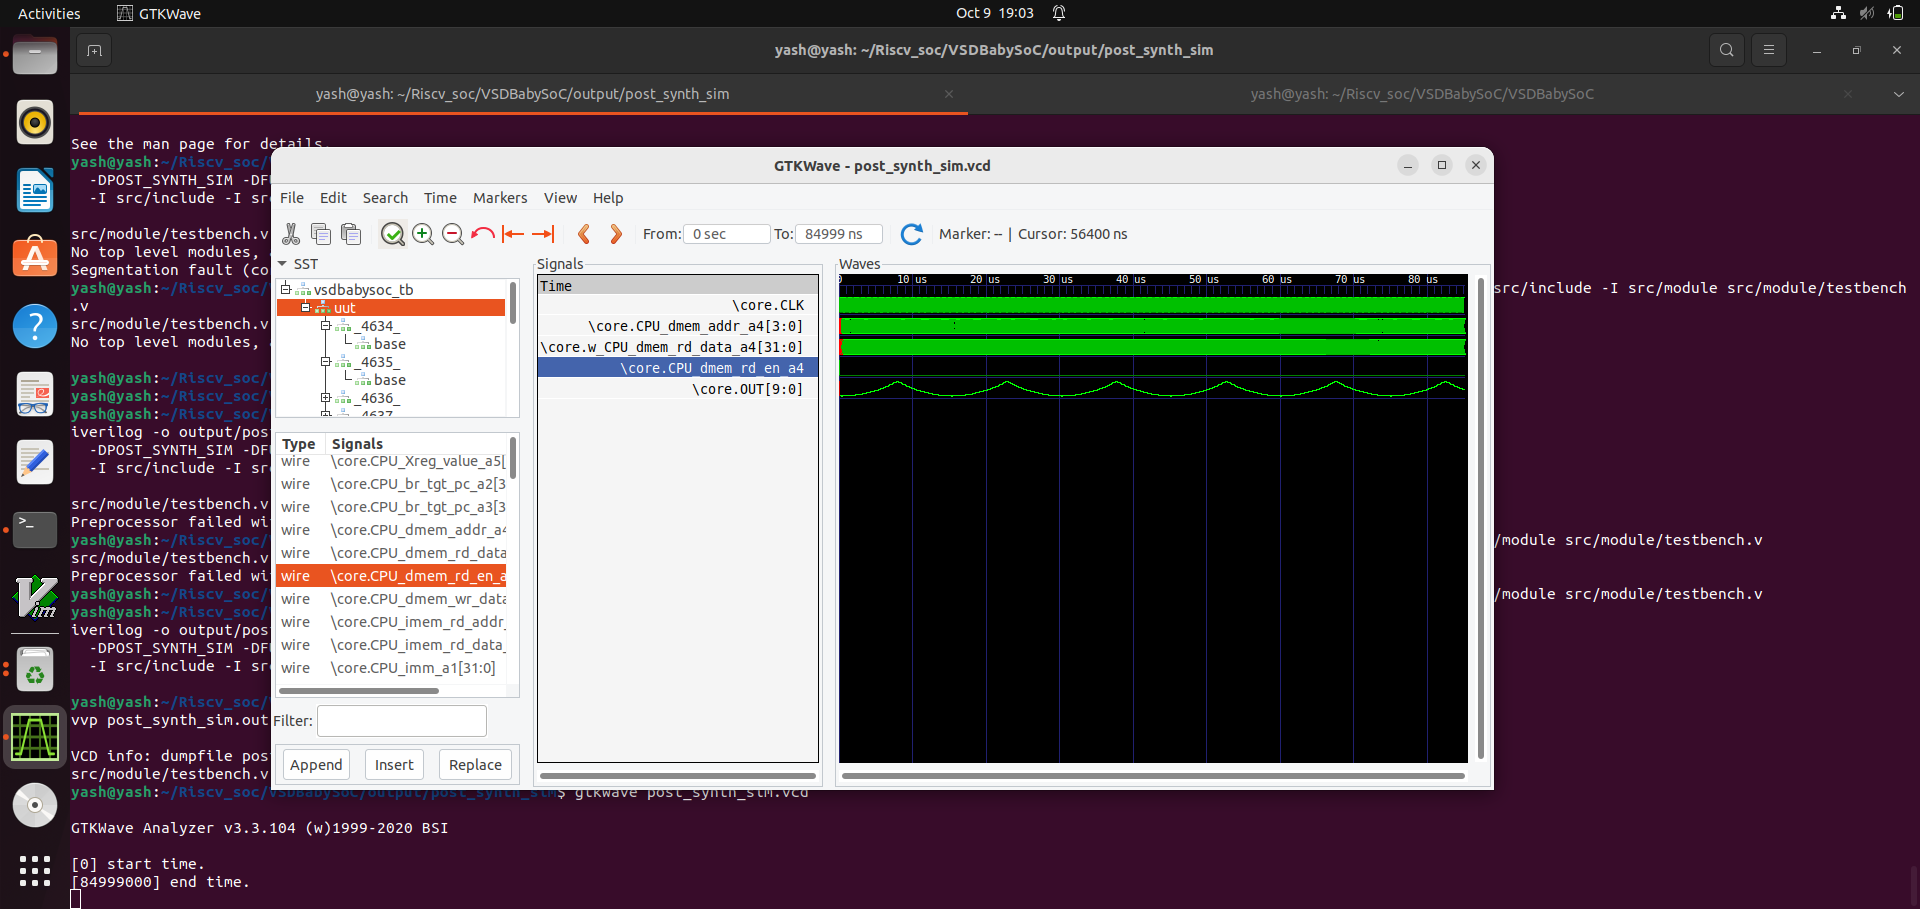 Activities
GTKWave
Oct 9 19:03
yash@yash: ~/Riscv_soc/VSDBabySoC/output/post_synth_sim
yash@yash: ~/Riscv_soc/VSDBabySoC/output/post_synth_sim
yash@yash: ~/Riscv_soc/VSDBabySoC/VSDBabySoC
See the man page for details.
yash@yash:~/Riscv_soc/
-DPOST_SYNTH_SIM -DF
-I src/include -I src
src/module/testbench.v
No top level modules,
Segmentation fault (co
yash@yash:~/Riscv_soc/
src/include -I src/module src/module/testbench
.v
src/module/testbench.v
No top level modules,
yash@yash:~/Riscv_soc/
yash@yash:~/Riscv_soc/
yash@yash:~/Riscv_soc/
iverilog -o output/pos
-DPOST_SYNTH_SIM -DF
-I src/include -I src
src/module/testbench.v
Preprocessor failed wi
yash@yash:~/Riscv_soc/
/module src/module/testbench.v
src/module/testbench.v
Preprocessor failed wi
yash@yash:~/Riscv_soc/
/module src/module/testbench.v
yash@yash:~/Riscv_soc/
iverilog -o output/pos
-DPOST_SYNTH_SIM -DF
-I src/include -I src
yash@yash:~/Riscv_soc/
vvp post_synth_sim.out
VCD info: dumpfile pos
src/module/testbench.v
yash@yash:~/Riscv_soc/VSDBabySoC/output/post_synth_sim$ gtkwave post_synth_sim.vcd
GTKWave Analyzer v3.3.104 (w)1999-2020 BSI
[0] start time.
[84999000] end time.
GTKWave - post_synth_sim.vcd
File Edit Search Time Markers View Help
From: 0 sec To: 84999 ns Marker: -- | Cursor: 56400 ns
SST
vsdbabysoc_tb
uut
_4634_
base
_4635_
base
_4636_
_4637_
Type Signals
wire \core.CPU_Xreg_value_a5[
wire \core.CPU_br_tgt_pc_a2[3
wire \core.CPU_br_tgt_pc_a3[3
wire \core.CPU_dmem_addr_a4
wire \core.CPU_dmem_rd_data
wire \core.CPU_dmem_rd_en_a
wire \core.CPU_dmem_wr_data
wire \core.CPU_imem_rd_addr_
wire \core.CPU_imem_rd_data_
wire \core.CPU_imm_a1[31:0]
Filter:
Append Insert Replace
Signals
Time
\core.CLK
\core.CPU_dmem_addr_a4[3:0]
\core.w_CPU_dmem_rd_data_a4[31:0]
\core.CPU_dmem_rd_en_a4
\core.OUT[9:0]
Waves
0 10 us 20 us 30 us 40 us 50 us 60 us 70 us 80 us